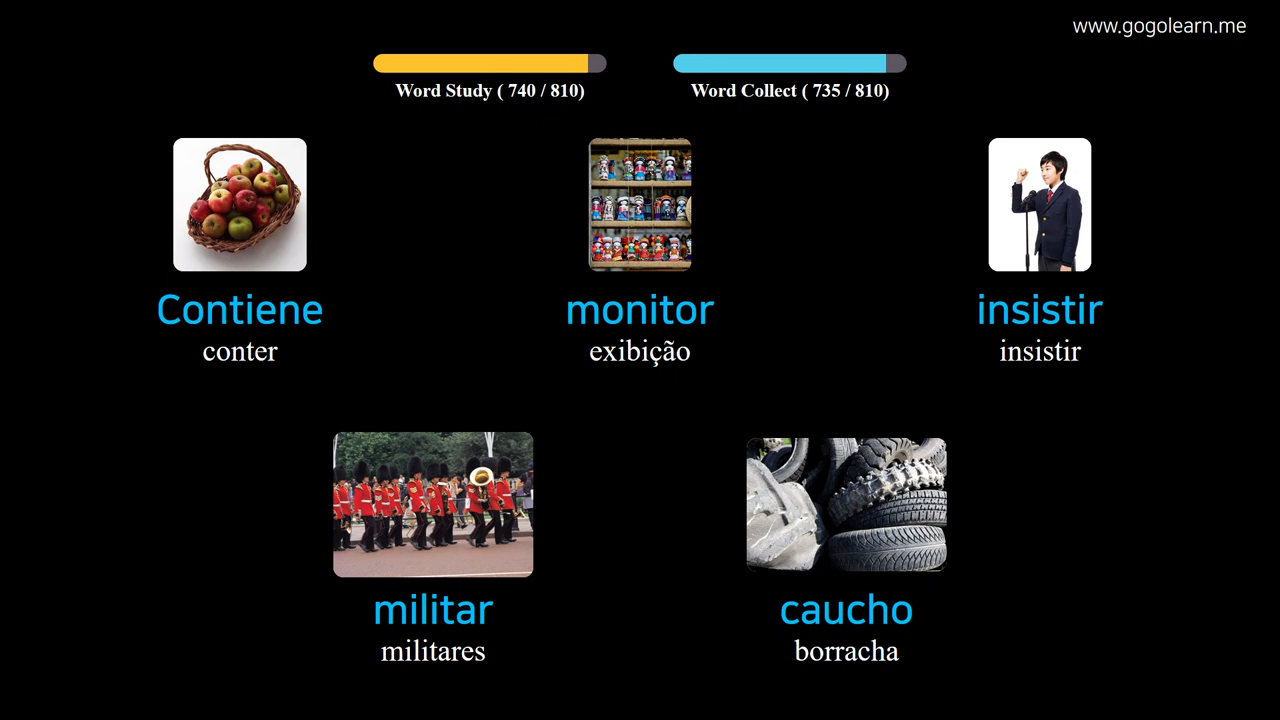 www.gogolearn.me
Word Study ( 740 / 810)
Word Collect ( 735 / 810)
Contiene
conter
monitor
exibição
insistir
insistir
militar
militares
caucho
borracha